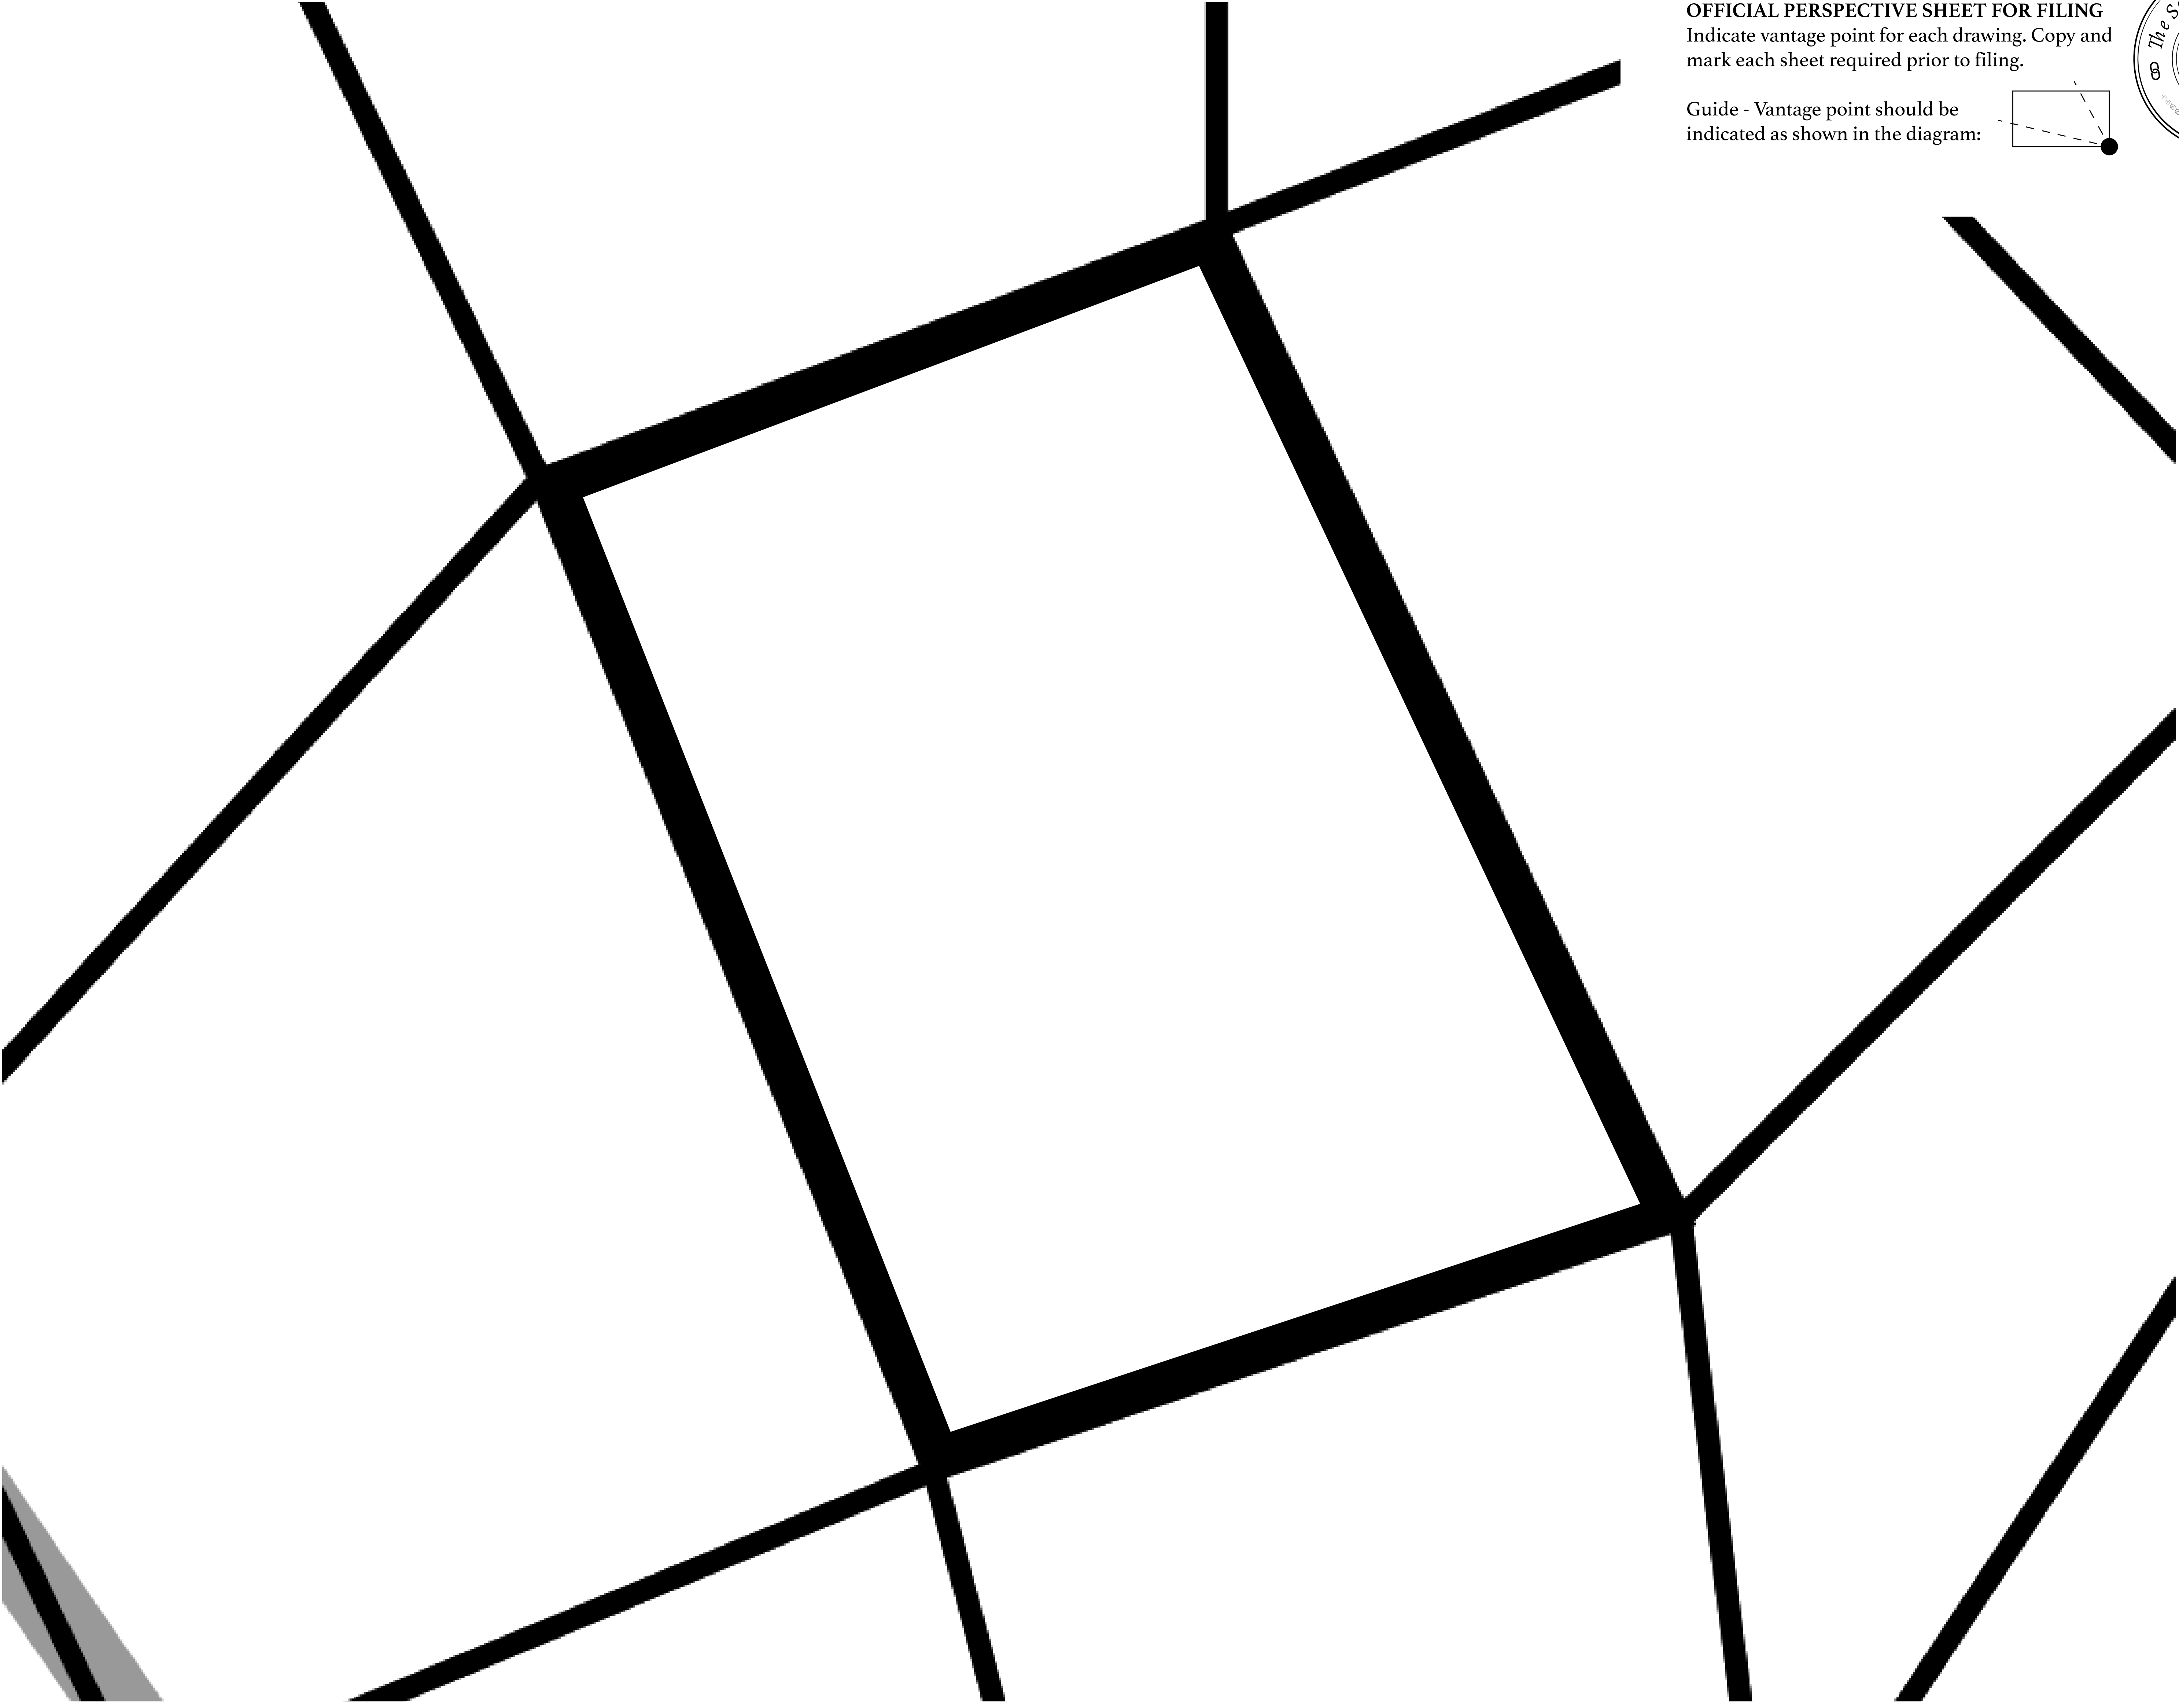 OFFICIAL PERSPECTIVE SHEET FOR FILING
Indicate vantage point for each drawing. Copy and
mark each sheet required prior to filing.
Guide - Vantage point should be
indicated as shown in the diagram:
The